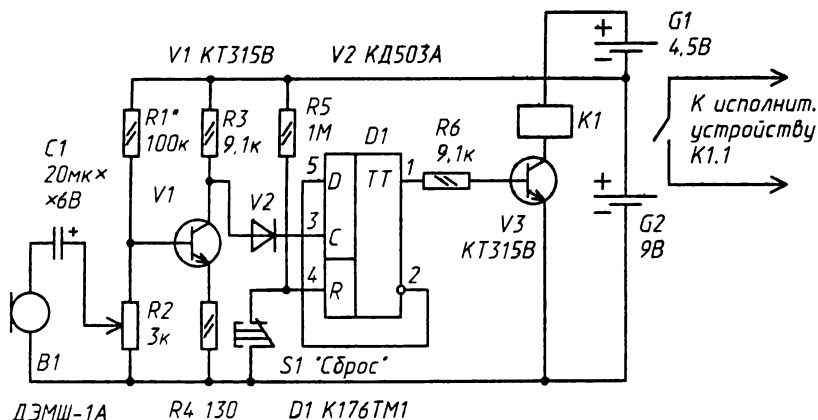 V1 КТ315В
V2 КД503А
G1
4,5В
R1*
100к
R3
9,1к
R5
1М
D1
R6
9,1к
К1
К исполнит.
устройству
К1.1
C1
20мк×
×6В
V1
V2
5
D
ТТ
1
3
C
4
R
2
V3
КТ315В
G2
9В
R2
3к
B1
S1 "Сброс"
ДЭМШ-1А
R4 130
D1 К176ТМ1